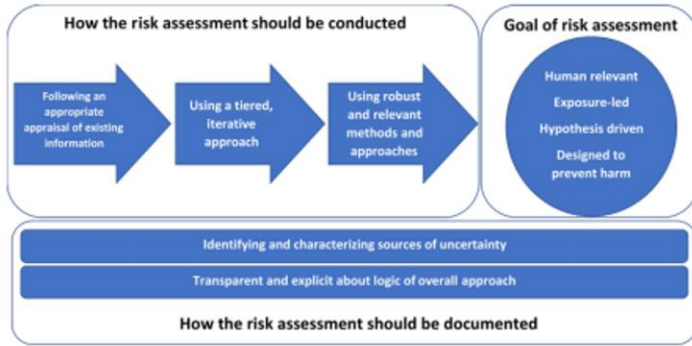 How the risk assessment should be conducted
Following an
appropriate
appraisal of existing
information
Using a tiered,
iterative
approach
Using robust
and relevant
methods and
approaches
Goal of risk assessment
Human relevant
Exposure-led
Hypothesis driven
Designed to
prevent harm
Identifying and characterizing sources of uncertainty
Transparent and explicit about logic of overall approach
How the risk assessment should be documented